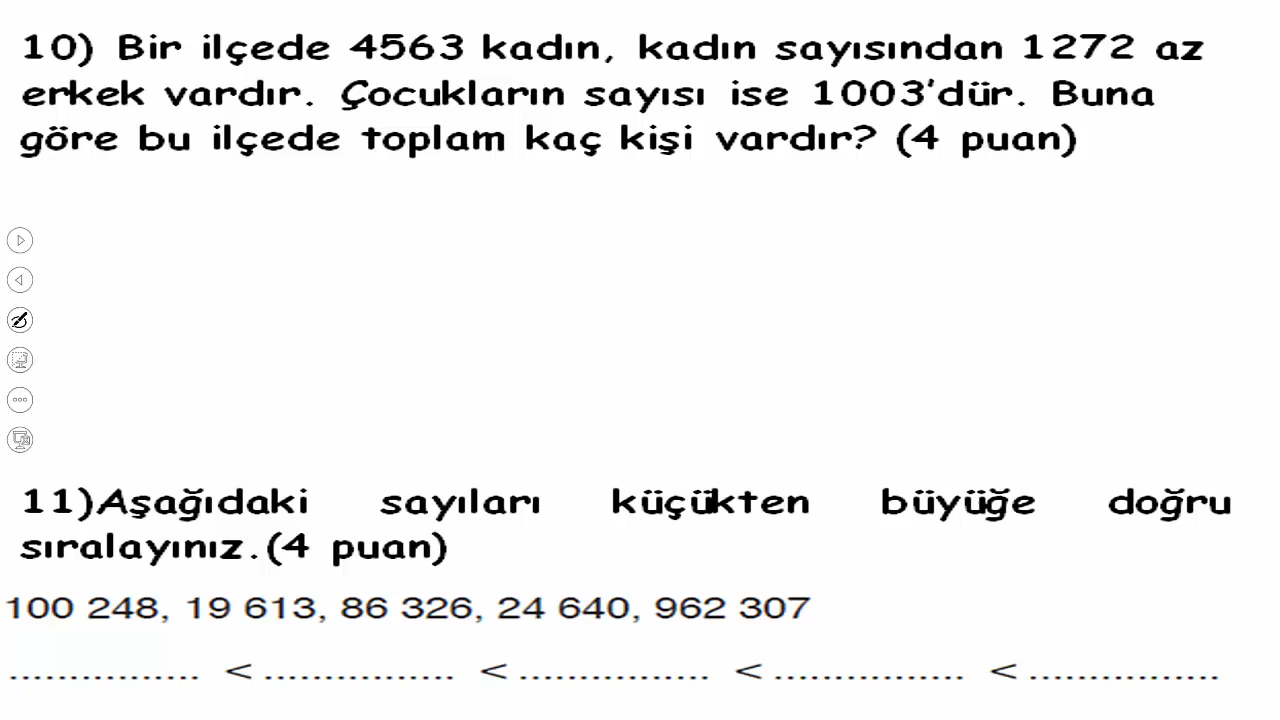 10) Bir ilçede 4563 kadın, kadın sayısından 1272 az
erkek vardır. Çocukların sayısı ise 1003'dür. Buna
göre bu ilçede toplam kaç kişi vardır? (4 puan)
11)Aşağıdaki sayıları küçükten büyüğe doğru
sıralayınız.(4 puan)
100 248, 19 613, 86 326, 24 640, 962 307
................ < ................ < ................ < ................ < ................